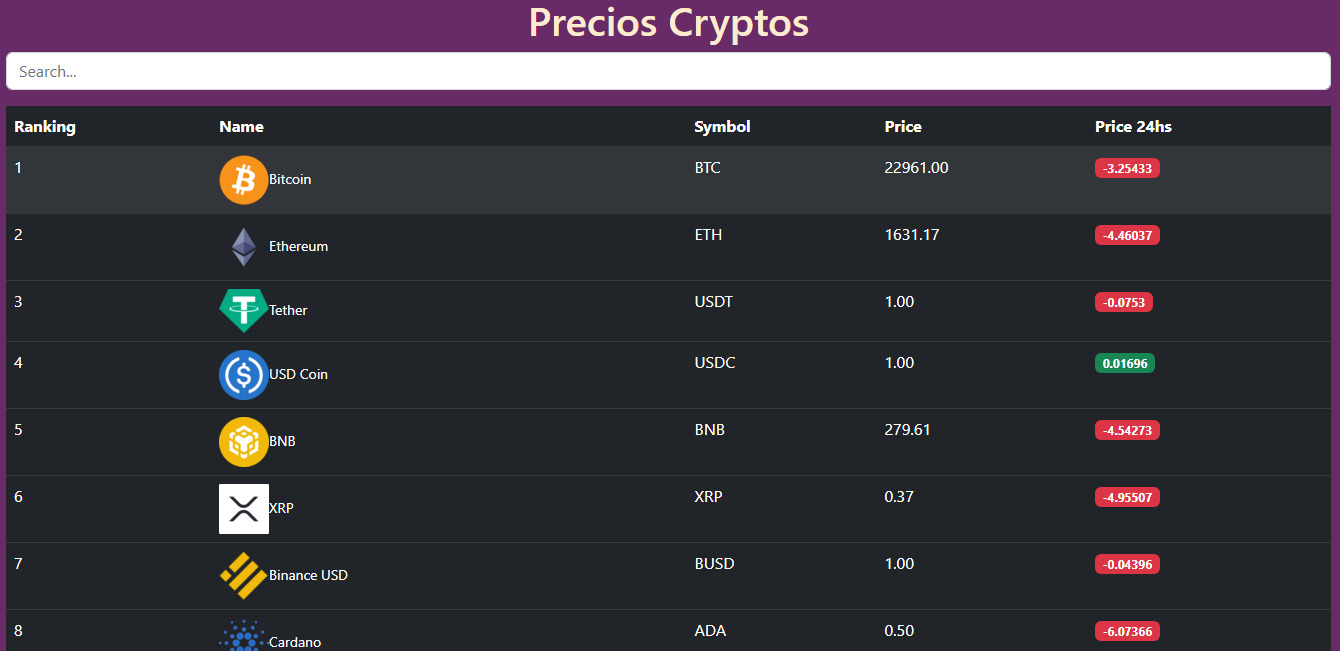 Precios Cryptos
Search...
Ranking Name Symbol Price Price 24hs
1 Bitcoin BTC 22961.00 -3.25433
2 Ethereum ETH 1631.17 -4.46037
3 Tether USDT 1.00 -0.0753
4 USD Coin USDC 1.00 0.01696
5 BNB BNB 279.61 -4.54273
6 XRP XRP 0.37 -4.95507
7 Binance USD BUSD 1.00 -0.04396
8 Cardano ADA 0.50 -6.07366